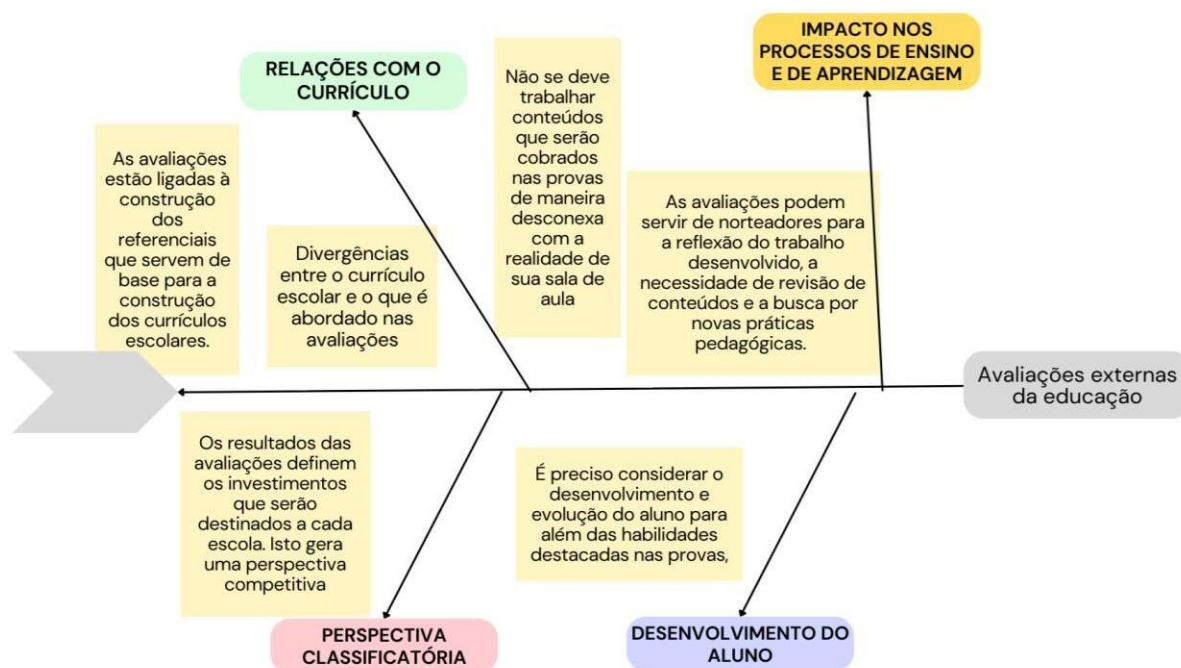 RELAÇÕES COM O
CURRÍCULO
As avaliações
estão ligadas à
construção
dos
referenciais
que servem de
base para a
construção
dos currículos
escolares.
Divergências
entre o currículo
escolar e o que é
abordado nas
avaliações
IMPACTO NOS
PROCESSOS DE ENSINO
E DE APRENDIZAGEM
Não se deve
trabalhar
conteúdos
que serão
cobrados
nas provas
de maneira
desconexa
com a
realidade de
sua sala de
aula
As avaliações podem
servir de norteadores para
a reflexão do trabalho
desenvolvido, a
necessidade de revisão de
conteúdos e a busca por
novas práticas
pedagógicas.
Avaliações externas
da educação
Os resultados das
avaliações definem
os investimentos
que serão
destinados a cada
escola. Isto gera
uma perspectiva
competitiva
PERSPECTIVA
CLASSIFICATÓRIA
É preciso considerar o
desenvolvimento e
evolução do aluno para
além das habilidades
destacadas nas provas,
DESENVOLVIMENTO DO
ALUNO